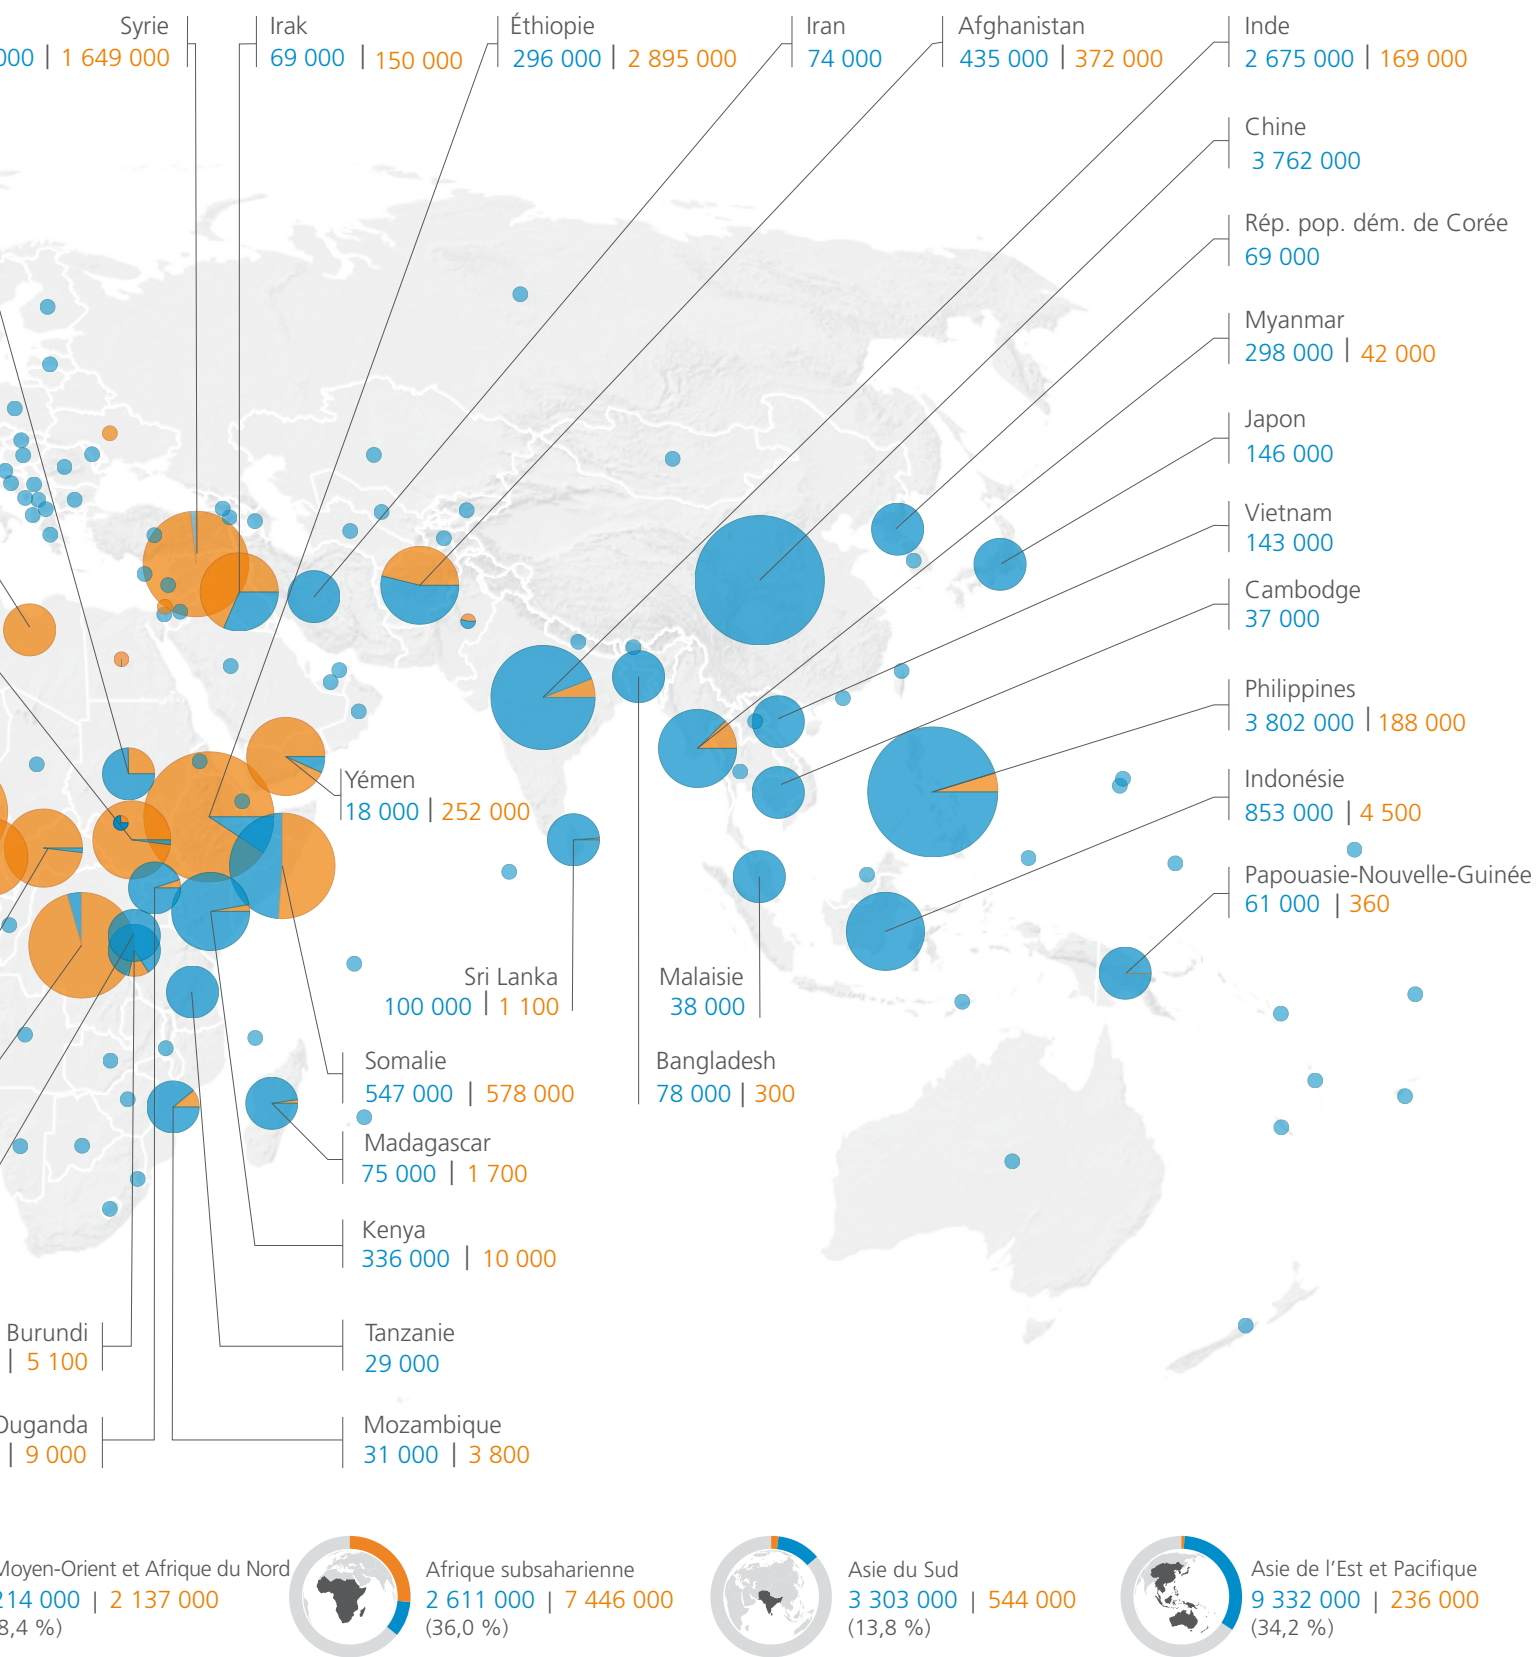 Syrie
000 | 1 649 000
Irak
69 000 | 150 000
Éthiopie
296 000 | 2 895 000
Iran
74 000
Afghanistan
435 000 | 372 000
Inde
2 675 000 | 169 000
Chine
3 762 000
Rép. pop. dém. de Corée
69 000
Myanmar
298 000 | 42 000
Japon
146 000
Vietnam
143 000
Cambodge
37 000
Philippines
3 802 000 | 188 000
Indonésie
853 000 | 4 500
Papouasie-Nouvelle-Guinée
61 000 | 360
Yémen
18 000 | 252 000
Sri Lanka
100 000 | 1 100
Malaisie
38 000
Somalie
547 000 | 578 000
Bangladesh
78 000 | 300
Madagascar
75 000 | 1 700
Kenya
336 000 | 10 000
Burundi
| 5 100
Tanzanie
29 000
Ouganda
| 9 000
Mozambique
31 000 | 3 800
Moyen-Orient et Afrique du Nord
214 000 | 2 137 000
8,4 %)
Afrique subsaharienne
2 611 000 | 7 446 000
(36,0 %)
Asie du Sud
3 303 000 | 544 000
(13,8 %)
Asie de l'Est et Pacifique
9 332 000 | 236 000
(34,2 %)